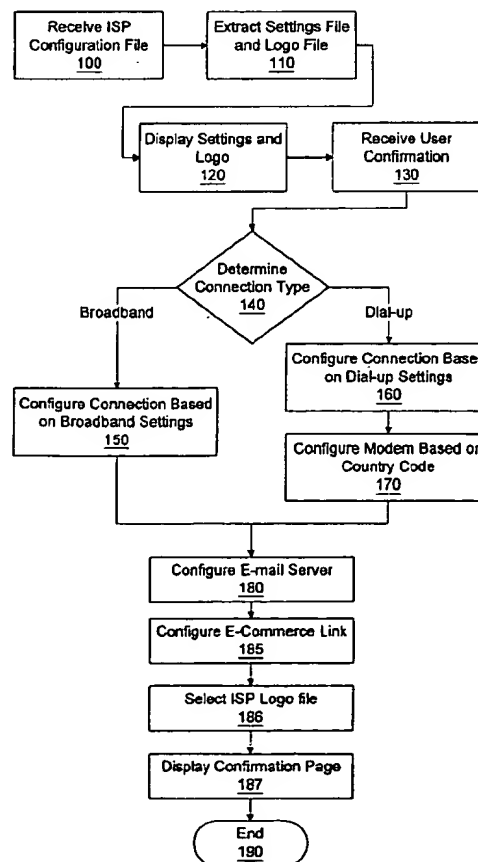 Receive ISP
Configuration File
100
Extract Settings File
and Logo File
110
Display Settings and
Logo
120
Receive User
Confirmation
130
Determine
Connection Type
140
Broadband
Dial-up
Configure Connection Based
on Broadband Settings
150
Configure Connection Based
on Dial-up Settings
160
Configure Modem Based on
Country Code
170
Configure E-mail Server
180
Configure E-Commerce Link
185
Select ISP Logo file
186
Display Confirmation Page
187
End
190